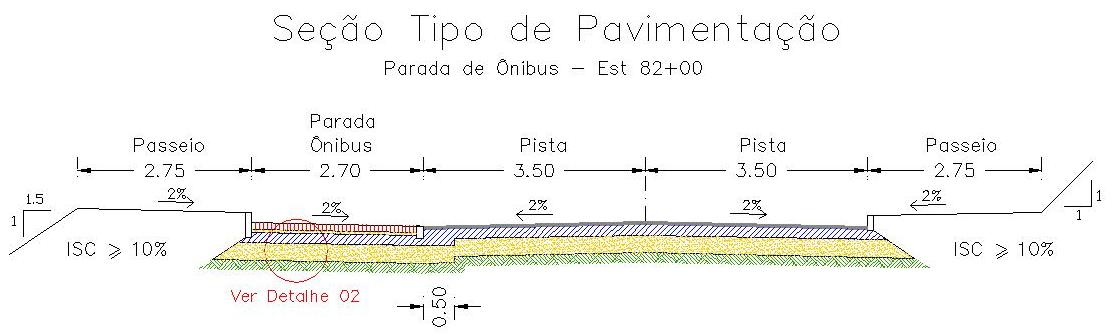 Seção Tipo de Pavimentação
Parada de Ônibus - Est 82+00
Passeio
2.75
Parada
Ônibus
2.70
Pista
3.50
Pista
3.50
Passeio
2.75
1.5
1
2%
2%
2%
2%
2%
1
1
ISC ⩾ 10%
ISC ⩾ 10%
Ver Detalhe 02
0.50